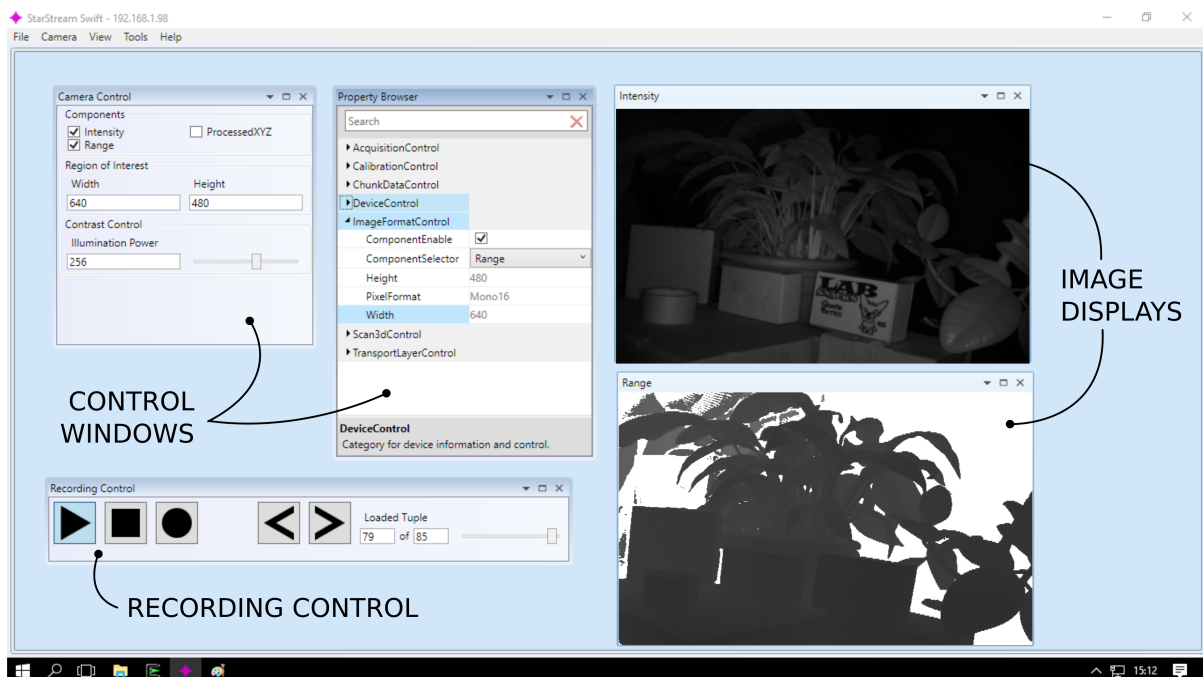 StarStream Swift - 192.168.1.98
File Camera View Tools Help
Camera Control
Components
Intensity
ProcessedXYZ
Range
Region of Interest
Width
Height
640
480
Contrast Control
Illumination Power
256
Property Browser
Search
AcquisitionControl
CalibrationControl
ChunkDataControl
DeviceControl
ImageFormatControl
ComponentEnable
ComponentSelector Range
Height 480
PixelFormat Mono16
Width 640
Scan3dControl
TransportLayerControl
DeviceControl
Category for device information and control.
Intensity
LAB
Range
IMAGE
DISPLAYS
CONTROL
WINDOWS
Recording Control
Loaded Tuple
79 of 85
RECORDING CONTROL
15:12